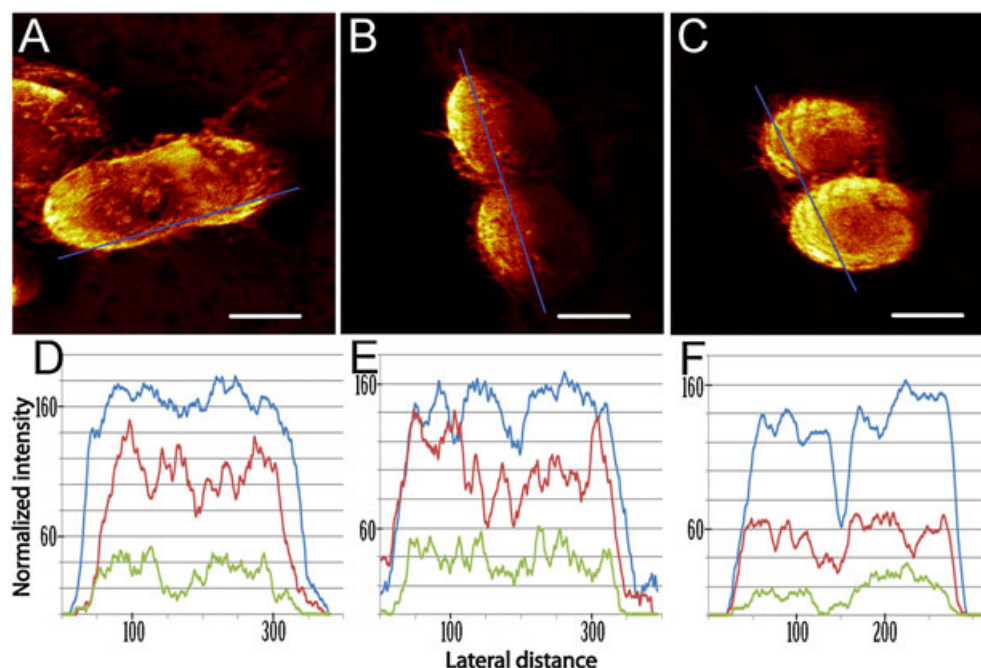 A B C
D E F
160 160 160
60 60 60
100 300 100 300 100 200
Normalized intensity
Lateral distance